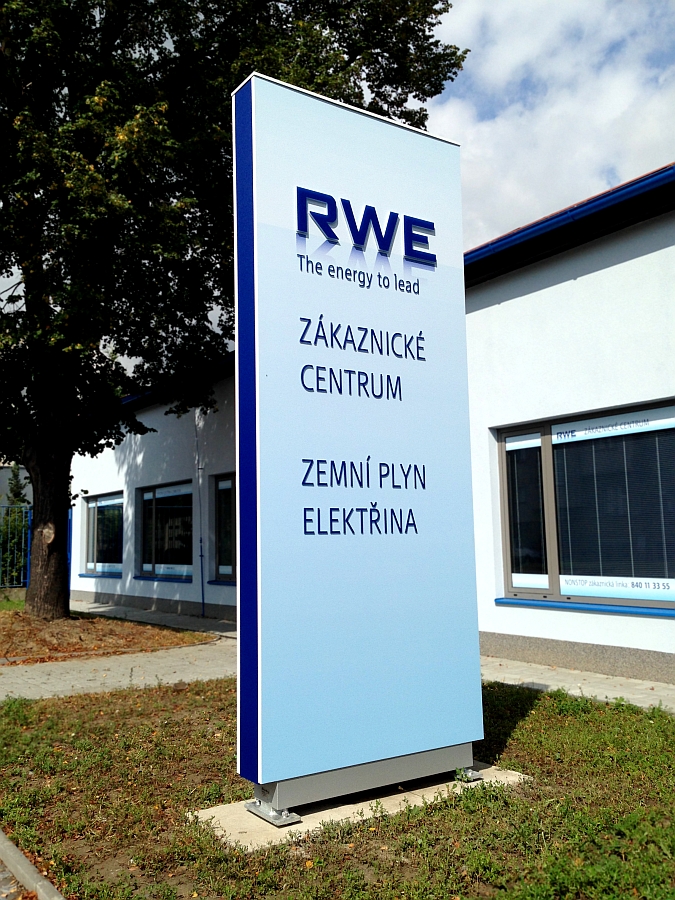 RWE
The energy to lead
ZÁKAZNICKÉ
CENTRUM
ZEMNÍ PLYN
ELEKTŘINA
RWE ZÁKAZNICKÉ CENTRUM
NONSTOP zákaznická linka 840 11 33 55